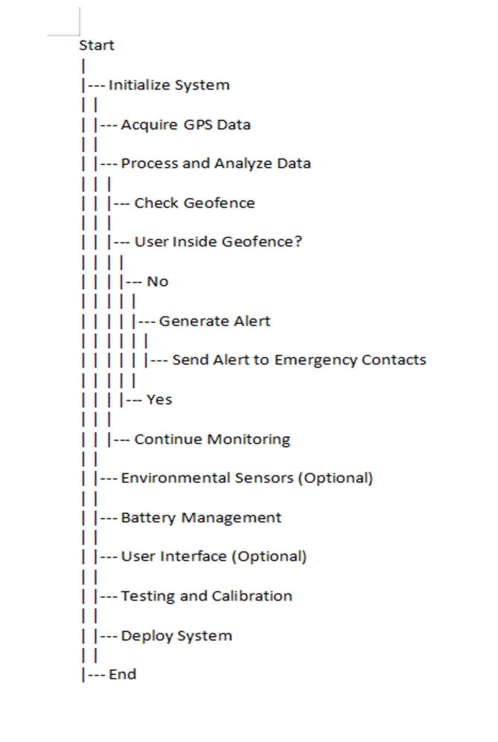 Start
|
|--- Initialize System
| |
| |--- Acquire GPS Data
| |
| |--- Process and Analyze Data
| | |
| | |--- Check Geofence
| | |
| | |--- User Inside Geofence?
| | | |
| | | |--- No
| | | | |
| | | | |--- Generate Alert
| | | | | |
| | | | | |--- Send Alert to Emergency Contacts
| | | | |
| | | |--- Yes
| | |
| | |--- Continue Monitoring
| |
| |--- Environmental Sensors (Optional)
| |
| |--- Battery Management
| |
| |--- User Interface (Optional)
| |
| |--- Testing and Calibration
| |
| |--- Deploy System
| |
|--- End